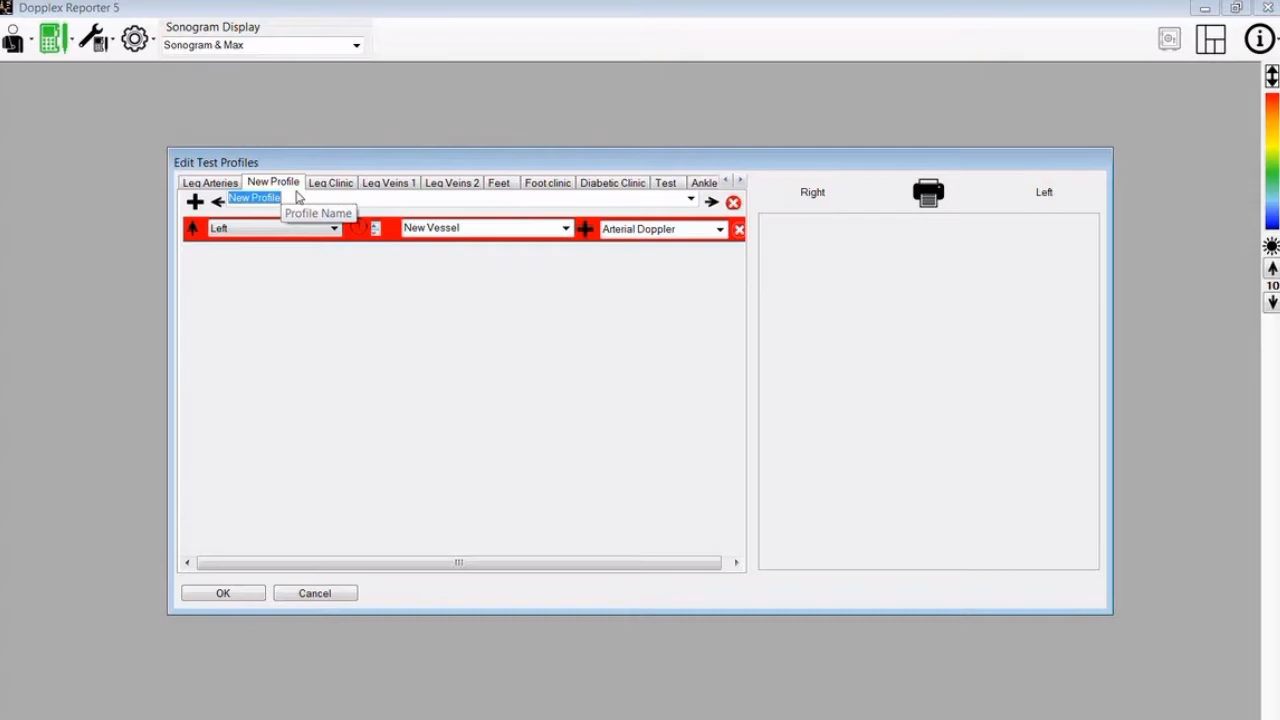 Dopplex Reporter 5
Sonogram Display
Sonogram & Max
Edit Test Profiles
Leg Arteries New Profile Leg Clinic Leg Veins 1 Leg Veins 2 Feet Foot clinic Diabetic Clinic Test Ankle
New Profile
Profile Name
Right Left
Left New Vessel Arterial Doppler
10
OK Cancel